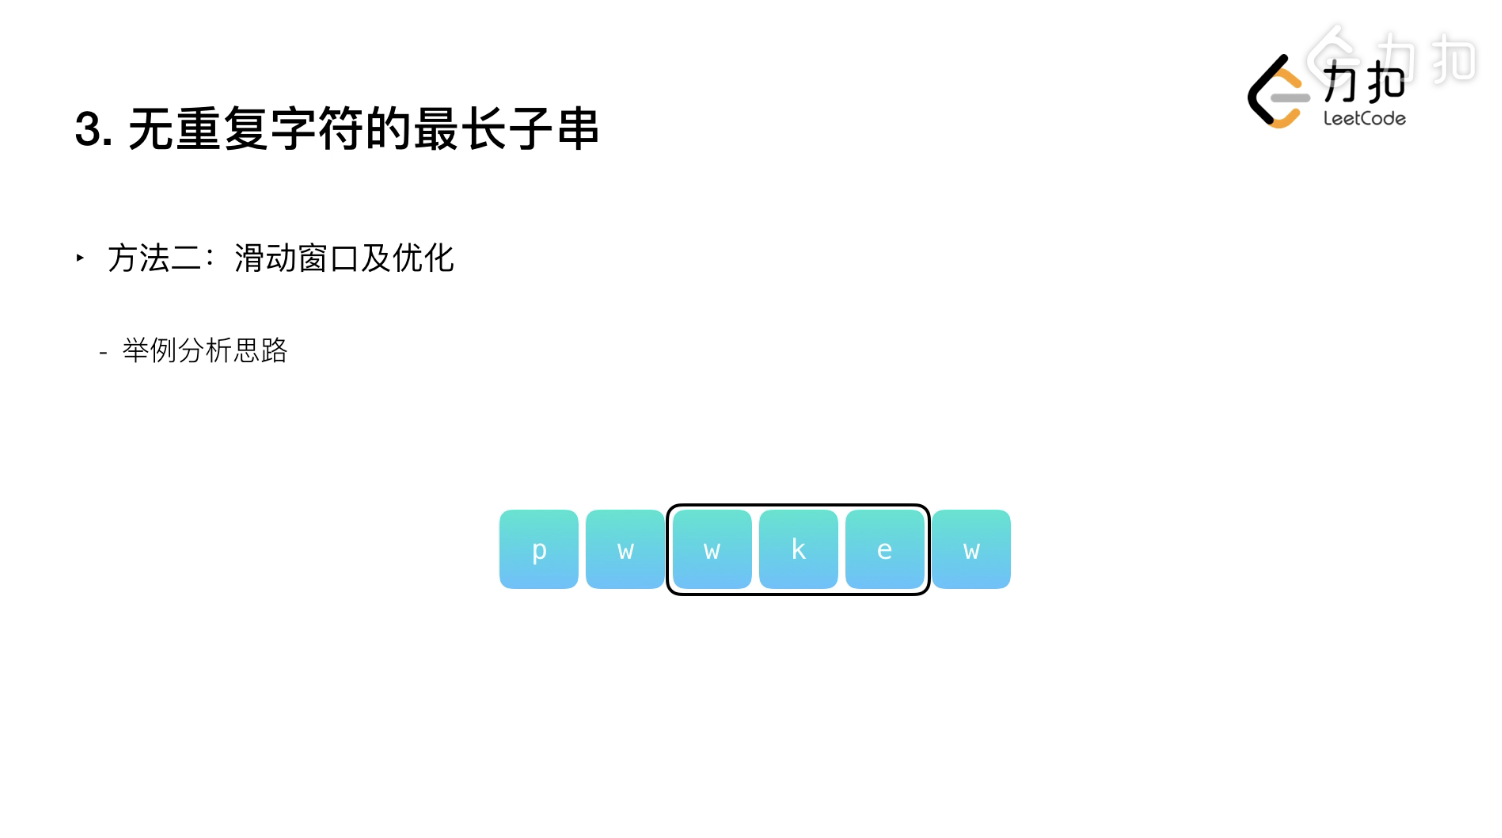 力扣
力扣
LeetCode
3. 无重复字符的最长子串
‣ 方法二：滑动窗口及优化
- 举例分析思路
p w w k e w